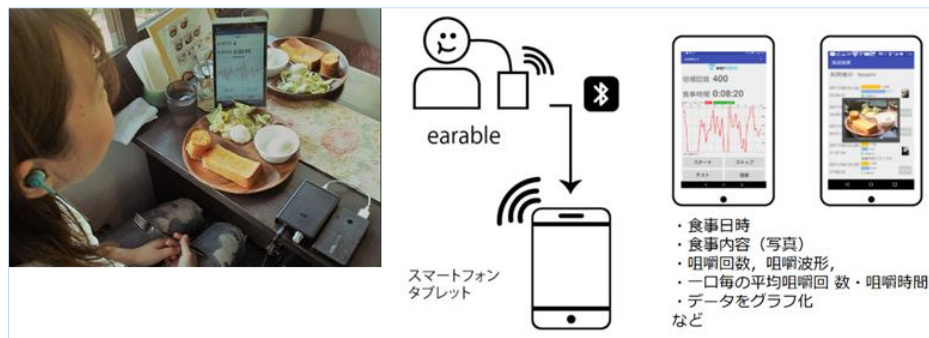 earable
スマートフォン
タブレット
咀嚼回数 400
食事時間 0:08:20
スタート
ストップ
テスト
・食事日時
・食事内容（写真）
・咀嚼回数，咀嚼波形，
・一口毎の平均咀嚼回 数・咀嚼時間
・データをグラフ化
など